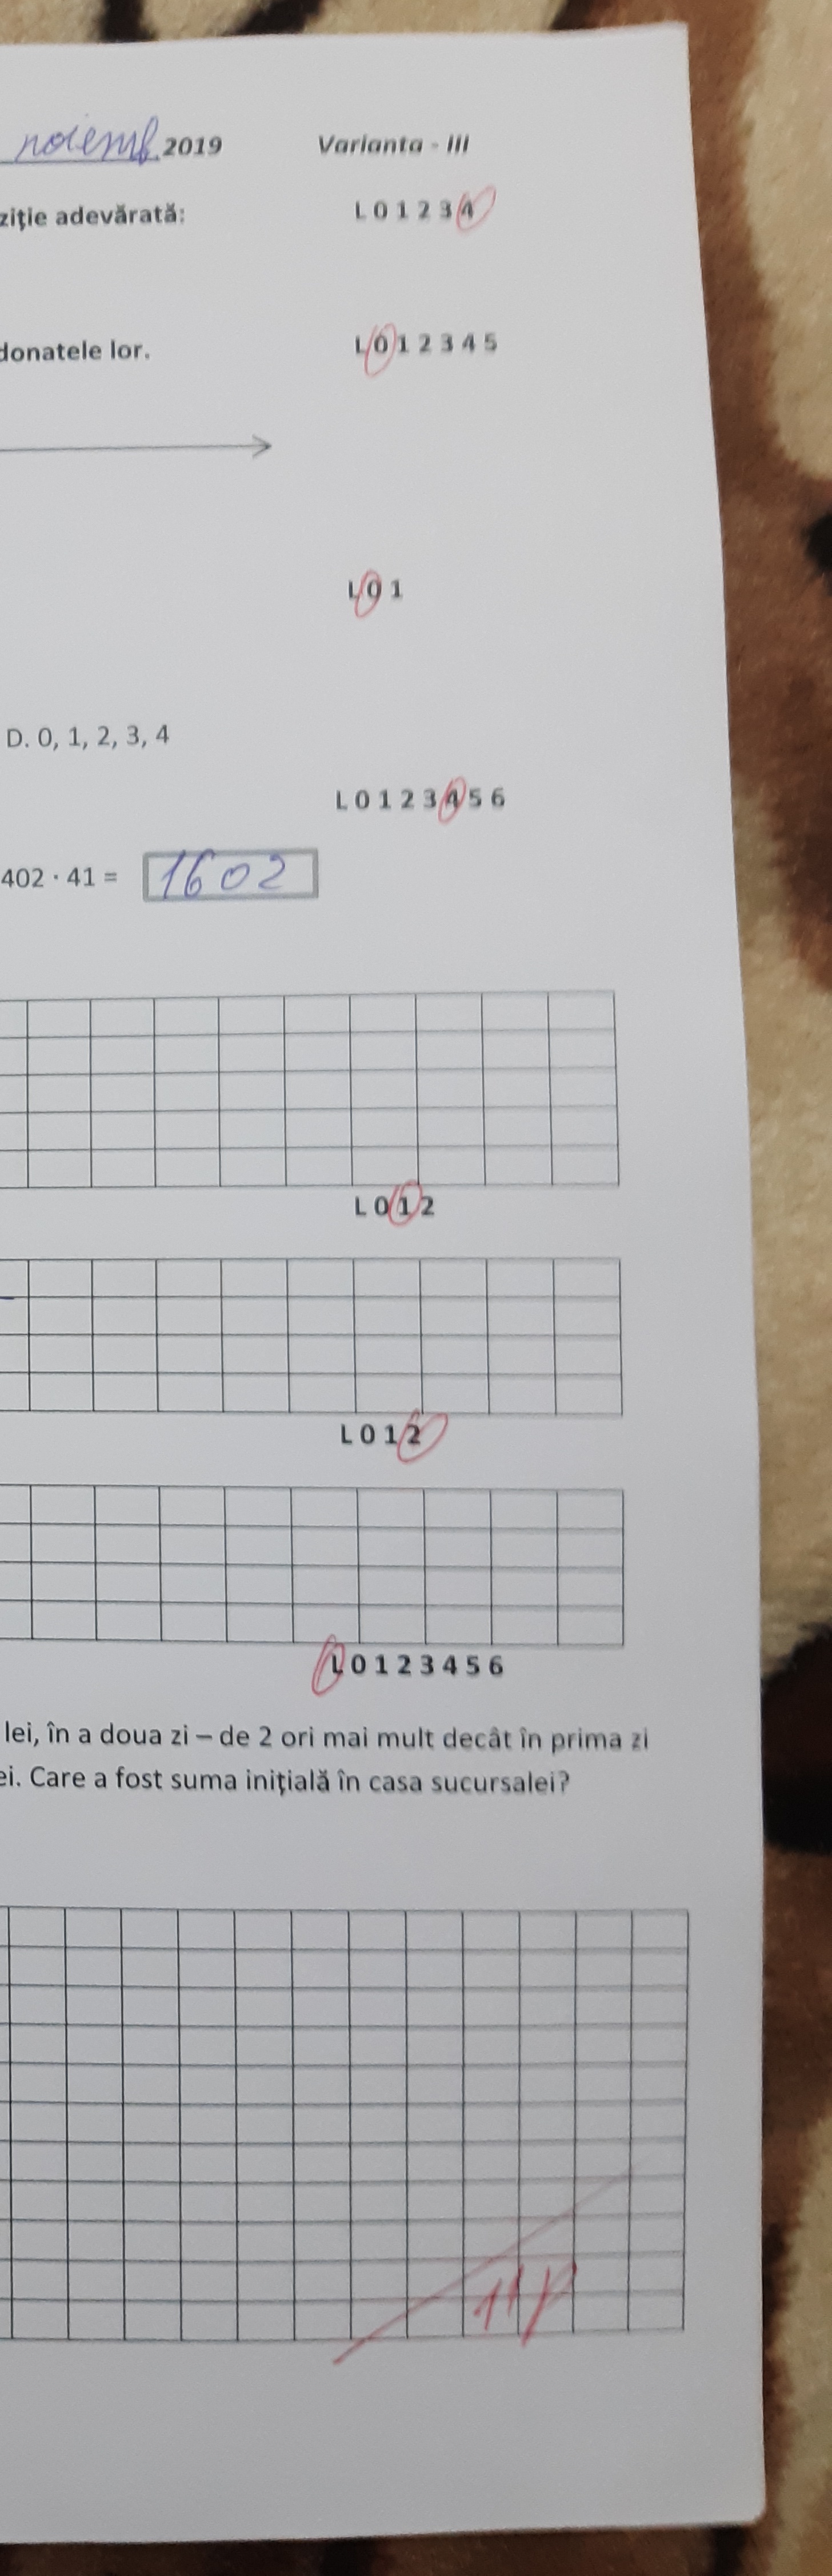 noiemb. 2019 Varianta - III
ziţie adevărată: L 0 1 2 3 4
donatele lor. L 0 1 2 3 4 5
L 0 1
D. 0, 1, 2, 3, 4
L 0 1 2 3 4 5 6
402 · 41 = 1602
L 0 1 2
L 0 1 2
L 0 1 2 3 4 5 6
lei, în a doua zi – de 2 ori mai mult decât în prima zi
ei. Care a fost suma iniţială în casa sucursalei?
11p